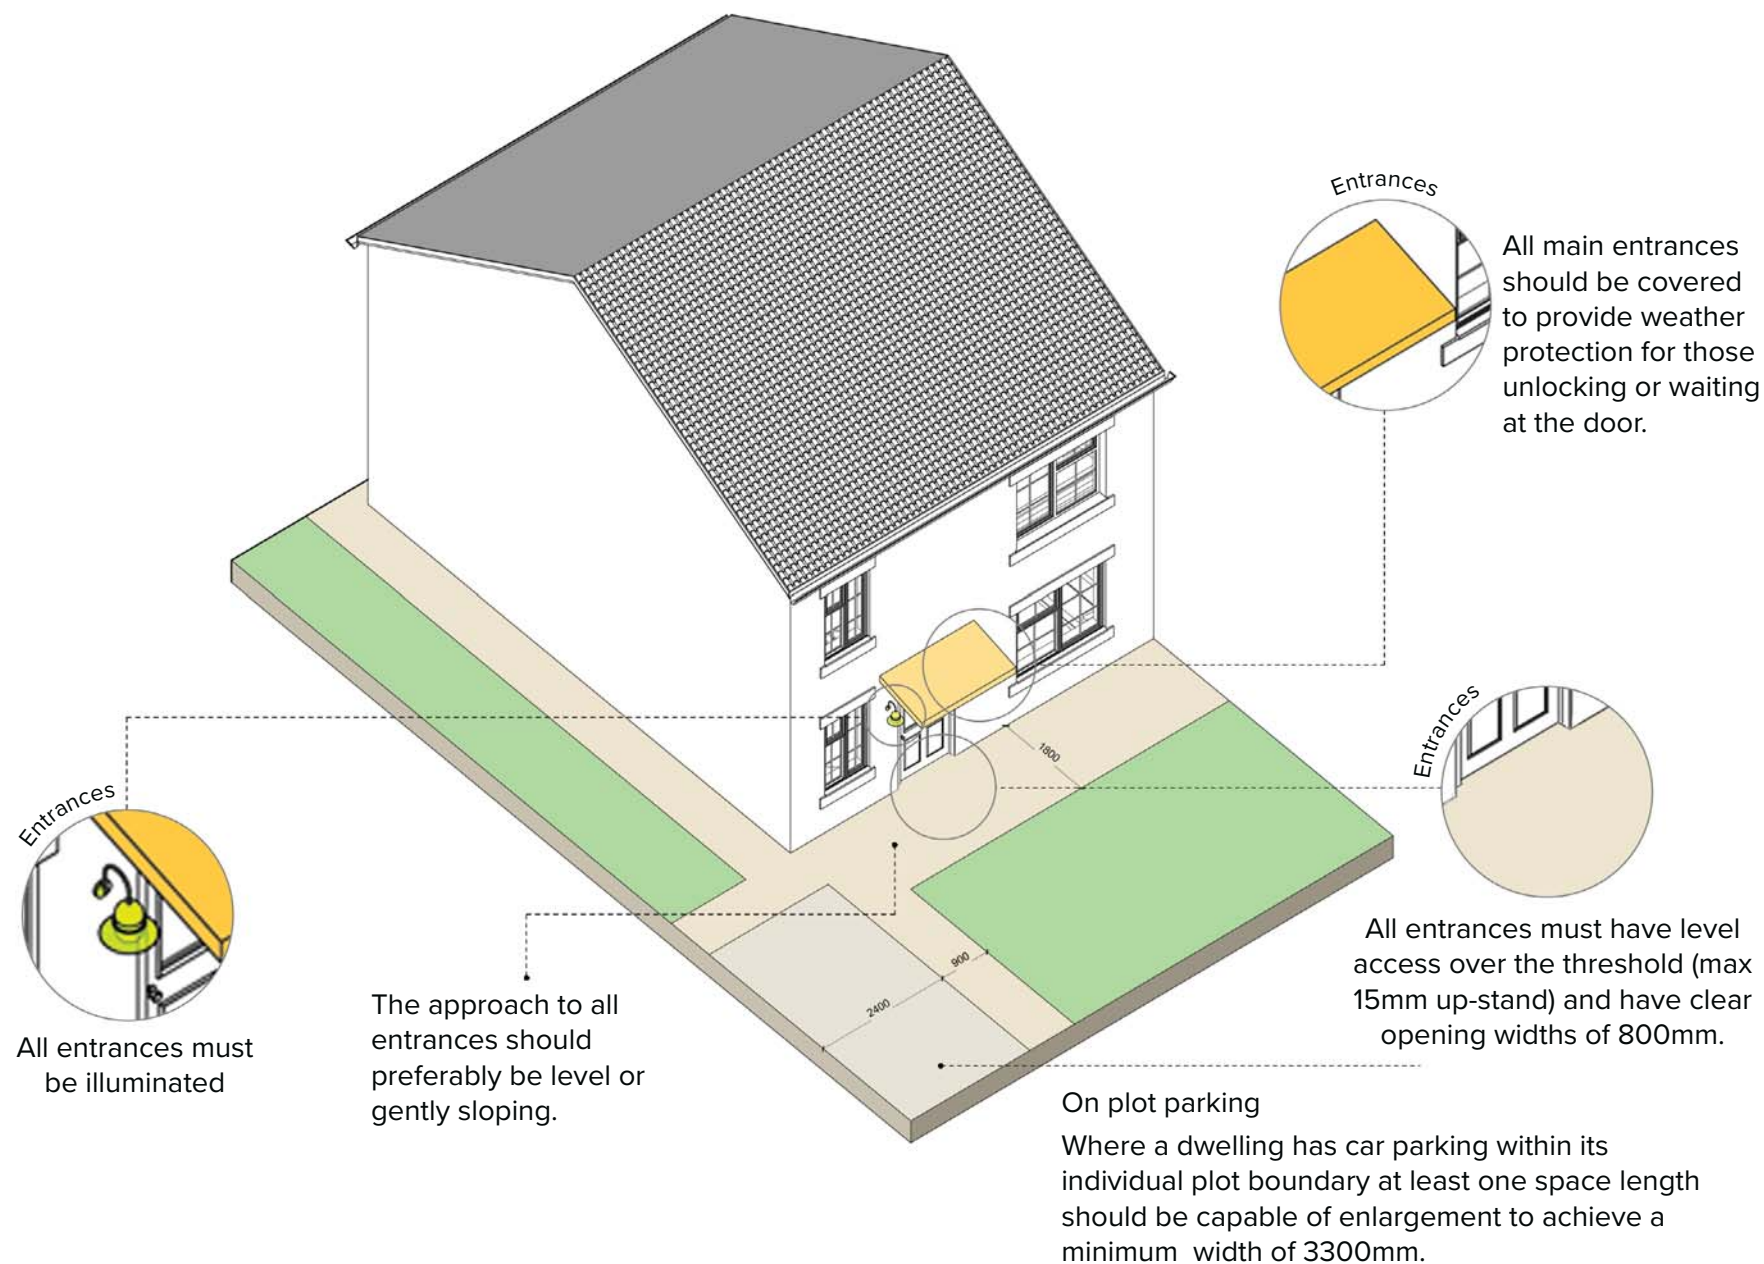 Entrances
All main entrances
should be covered
to provide weather
protection for those
unlocking or waiting
at the door.
1800
Entrances
Entrances
900
2400
All entrances must have level
access over the threshold (max
15mm up-stand) and have clear
opening widths of 800mm.
The approach to all
entrances should
preferably be level or
gently sloping.
All entrances must
be illuminated
On plot parking
Where a dwelling has car parking within its
individual plot boundary at least one space length
should be capable of enlargement to achieve a
minimum width of 3300mm.